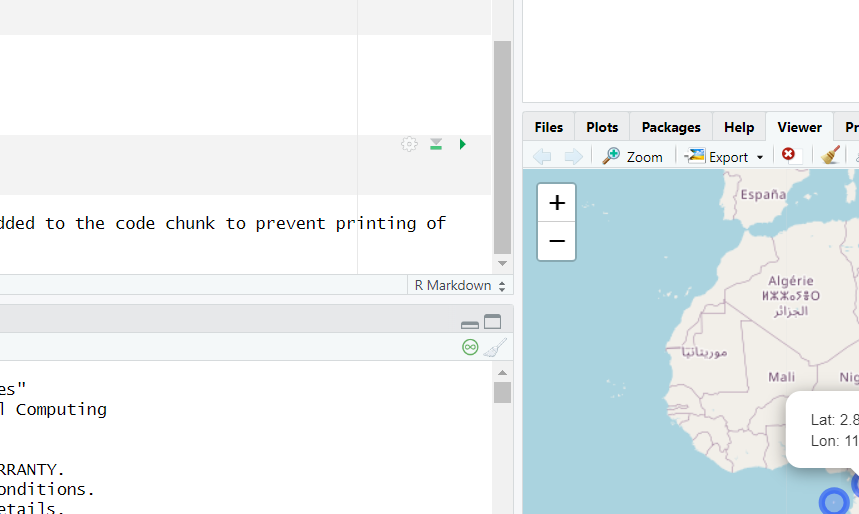 dded to the code chunk to prevent printing of
R Markdown
es"
l Computing
RRANTY.
onditions.
etails.
Files Plots Packages Help Viewer Pr
Zoom Export
+
−
España
Algérie
ⵍⵣⵣⴰⵢⴻⵔ
الجزائر
موريتانيا
Mali
Nig
Lat: 2.8
Lon: 11